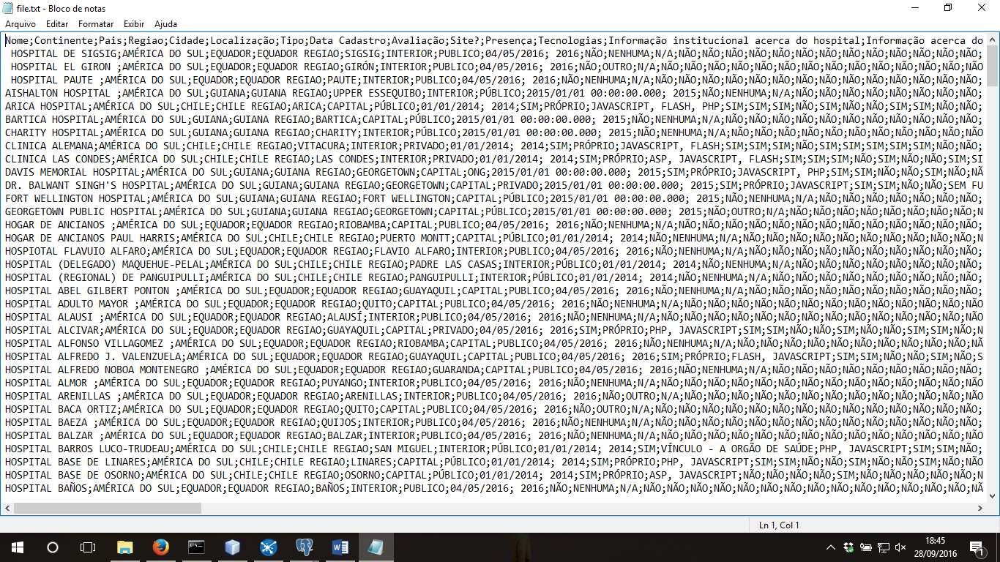 file.txt - Bloco de notas
Arquivo Editar Formatar Exibir Ajuda
Nome;Continente;Pais;Regiao;Cidade;Localização;Tipo;Data Cadastro;Avaliação;Site?;Presença;Tecnologias;Informação institucional acerca do hospital;Informação acerca do
HOSPITAL DE SIGSIG;AMÉRICA DO SUL;EQUADOR;EQUADOR REGIAO;SIGSIG;INTERIOR;PUBLICO;04/05/2016; 2016;NÃO;NENHUMA;N/A;NÃO;NÃO;NÃO;NÃO;NÃO;NÃO;NÃO;NÃO;NÃO;NÃO;NÃO;NÃO;NÃO;
HOSPITAL EL GIRON ;AMÉRICA DO SUL;EQUADOR;EQUADOR REGIAO;GIRÓN;INTERIOR;PUBLICO;04/05/2016; 2016;NÃO;OUTRO;N/A;NÃO;NÃO;NÃO;NÃO;NÃO;NÃO;NÃO;NÃO;NÃO;NÃO;NÃO;NÃO;NÃO;
HOSPITAL PAUTE ;AMÉRICA DO SUL;EQUADOR;EQUADOR REGIAO;PAUTE;INTERIOR;PUBLICO;04/05/2016; 2016;NÃO;NENHUMA;N/A;NÃO;NÃO;NÃO;NÃO;NÃO;NÃO;NÃO;NÃO;NÃO;NÃO;NÃO;NÃO;NÃO;
AISHALTON HOSPITAL ;AMÉRICA DO SUL;GUIANA;GUIANA REGIAO;UPPER ESSEQUIBO;INTERIOR;PÚBLICO;2015/01/01 00:00:00.000; 2015;NÃO;NENHUMA;N/A;NÃO;NÃO;NÃO;NÃO;NÃO;NÃO;NÃO;NÃO;
ARICA HOSPITAL;AMÉRICA DO SUL;CHILE;CHILE REGIAO;ARICA;CAPITAL;PÚBLICO;01/01/2014; 2014;SIM;PRÓPRIO;JAVASCRIPT, FLASH, PHP;SIM;SIM;SIM;NÃO;SIM;NÃO;NÃO;NÃO;NÃO;NÃO;NÃO;
BARTICA HOSPITAL;AMÉRICA DO SUL;GUIANA;GUIANA REGIAO;BARTICA;CAPITAL;PÚBLICO;2015/01/01 00:00:00.000; 2015;NÃO;NENHUMA;N/A;NÃO;NÃO;NÃO;NÃO;NÃO;NÃO;NÃO;NÃO;NÃO;NÃO;
CHARITY HOSPITAL;AMÉRICA DO SUL;GUIANA;GUIANA REGIAO;CHARITY;INTERIOR;PÚBLICO;2015/01/01 00:00:00.000; 2015;NÃO;NENHUMA;N/A;NÃO;NÃO;NÃO;NÃO;NÃO;NÃO;NÃO;NÃO;NÃO;NÃO
CLINICA ALEMANA;AMÉRICA DO SUL;CHILE;CHILE REGIAO;VITACURA;INTERIOR;PRIVADO;01/01/2014; 2014;SIM;PRÓPRIO;JAVASCRIPT, FLASH;SIM;SIM;SIM;NÃO;SIM;SIM;NÃO;SIM;NÃO;NÃO;SIM;
CLINICA LAS CONDES;AMÉRICA DO SUL;CHILE;CHILE REGIAO;LAS CONDES;INTERIOR;PRIVADO;01/01/2014; 2014;SIM;PRÓPRIO;ASP, JAVASCRIPT, FLASH;SIM;SIM;SIM;NÃO;SIM;NÃO;NÃO;SIM;SI
DAVIS MEMORIAL HOSPITAL;AMÉRICA DO SUL;GUIANA;GUIANA REGIAO;GEORGETOWN;CAPITAL;ONG;2015/01/01 00:00:00.000; 2015;SIM;PRÓPRIO;JAVASCRIPT, PHP;SIM;SIM;NÃO;NÃO;SIM;NÃO;NÃ
DR. BALWANT SINGH'S HOSPITAL;AMÉRICA DO SUL;GUIANA;GUIANA REGIAO;GEORGETOWN;CAPITAL;PRIVADO;2015/01/01 00:00:00.000; 2015;SIM;PRÓPRIO;JAVASCRIPT;SIM;SIM;NÃO;NÃO;SEM FU
FORT WELLINGTON HOSPITAL;AMÉRICA DO SUL;GUIANA;GUIANA REGIAO;FORT WELLINGTON;CAPITAL;PÚBLICO;2015/01/01 00:00:00.000; 2015;NÃO;NENHUMA;N/A;NÃO;NÃO;NÃO;NÃO;NÃO;NÃO;NÃO;
GEORGETOWN PUBLIC HOSPITAL;AMÉRICA DO SUL;GUIANA;GUIANA REGIAO;GEORGETOWN;CAPITAL;PÚBLICO;2015/01/01 00:00:00.000; 2015;NÃO;OUTRO;N/A;NÃO;NÃO;NÃO;NÃO;NÃO;NÃO;NÃO;N
HOGAR DE ANCIANOS ;AMÉRICA DO SUL;EQUADOR;EQUADOR REGIAO;RIOBAMBA;CAPITAL;PUBLICO;04/05/2016; 2016;NÃO;NENHUMA;N/A;NÃO;NÃO;NÃO;NÃO;NÃO;NÃO;NÃO;NÃO;NÃO;NÃO;NÃO;NÃO;
HOGAR DE ANCIANOS PAUL HARRIS;AMÉRICA DO SUL;CHILE;CHILE REGIAO;PUERTO MONTT;CAPITAL;PÚBLICO;01/01/2014; 2014;NÃO;NENHUMA;N/A;NÃO;NÃO;NÃO;NÃO;NÃO;NÃO;NÃO;NÃO;NÃO;N
HOSPIOTAL FLAVUIO ALFARO;AMÉRICA DO SUL;EQUADOR;EQUADOR REGIAO;FLAVIO ALFARO;INTERIOR;PUBLICO;04/05/2016; 2016;NÃO;NENHUMA;N/A;NÃO;NÃO;NÃO;NÃO;NÃO;NÃO;NÃO;NÃO;NÃO;
HOSPITAL (DELEGADO) MAQUEHUE-PELAL;AMÉRICA DO SUL;CHILE;CHILE REGIAO;PADRE LAS CASAS;INTERIOR;PÚBLICO;01/01/2014; 2014;NÃO;NENHUMA;N/A;NÃO;NÃO;NÃO;NÃO;NÃO;NÃO;NÃO;
HOSPITAL (REGIONAL) DE PANGUIPULLI;AMÉRICA DO SUL;CHILE;CHILE REGIAO;PANGUIPULLI;INTERIOR;PÚBLICO;01/01/2014; 2014;NÃO;NENHUMA;N/A;NÃO;NÃO;NÃO;NÃO;NÃO;NÃO;NÃO;NÃO;
HOSPITAL ABEL GILBERT PONTON ;AMÉRICA DO SUL;EQUADOR;EQUADOR REGIAO;GUAYAQUIL;CAPITAL;PUBLICO;04/05/2016; 2016;NÃO;NENHUMA;N/A;NÃO;NÃO;NÃO;NÃO;NÃO;NÃO;NÃO;NÃO;
HOSPITAL ADULTO MAYOR ;AMÉRICA DO SUL;EQUADOR;EQUADOR REGIAO;QUITO;CAPITAL;PUBLICO;04/05/2016; 2016;NÃO;NENHUMA;N/A;NÃO;NÃO;NÃO;NÃO;NÃO;NÃO;NÃO;NÃO;NÃO;NÃO;NÃO;NÃO
HOSPITAL ALAUSI ;AMÉRICA DO SUL;EQUADOR;EQUADOR REGIAO;ALAUSÍ;INTERIOR;PUBLICO;04/05/2016; 2016;NÃO;NENHUMA;N/A;NÃO;NÃO;NÃO;NÃO;NÃO;NÃO;NÃO;NÃO;NÃO;NÃO;NÃO;NÃO;NÃO
HOSPITAL ALCIVAR;AMÉRICA DO SUL;EQUADOR;EQUADOR REGIAO;GUAYAQUIL;CAPITAL;PRIVADO;04/05/2016; 2016;SIM;PRÓPRIO;PHP, JAVASCRIPT;SIM;SIM;NÃO;NÃO;SIM;NÃO;NÃO;SIM;SIM;NÃO;N
HOSPITAL ALFONSO VILLAGOMEZ ;AMÉRICA DO SUL;EQUADOR;EQUADOR REGIAO;RIOBAMBA;CAPITAL;PUBLICO;04/05/2016; 2016;NÃO;NENHUMA;N/A;NÃO;NÃO;NÃO;NÃO;NÃO;NÃO;NÃO;NÃO;NÃO;NÃ
HOSPITAL ALFREDO J. VALENZUELA;AMÉRICA DO SUL;EQUADOR;EQUADOR REGIAO;GUAYAQUIL;CAPITAL;PUBLICO;04/05/2016; 2016;SIM;PRÓPRIO;FLASH, JAVASCRIPT;SIM;SIM;NÃO;NÃO;SIM;NÃO;S
HOSPITAL ALFREDO NOBOA MONTENEGRO ;AMÉRICA DO SUL;EQUADOR;EQUADOR REGIAO;GUARANDA;CAPITAL;PUBLICO;04/05/2016; 2016;NÃO;NENHUMA;N/A;NÃO;NÃO;NÃO;NÃO;NÃO;NÃO;NÃO;NÃO;
HOSPITAL ALMOR ;AMÉRICA DO SUL;EQUADOR;EQUADOR REGIAO;PUYANGO;INTERIOR;PUBLICO;04/05/2016; 2016;NÃO;NENHUMA;N/A;NÃO;NÃO;NÃO;NÃO;NÃO;NÃO;NÃO;NÃO;NÃO;NÃO;NÃO;NÃO;NÃO
HOSPITAL ARENILLAS ;AMÉRICA DO SUL;EQUADOR;EQUADOR REGIAO;ARENILLAS;INTERIOR;PUBLICO;04/05/2016; 2016;NÃO;OUTRO;N/A;NÃO;NÃO;NÃO;NÃO;NÃO;NÃO;NÃO;NÃO;NÃO;NÃO;NÃO;NÃO
HOSPITAL BACA ORTIZ;AMÉRICA DO SUL;EQUADOR;EQUADOR REGIAO;QUITO;CAPITAL;PUBLICO;04/05/2016; 2016;NÃO;OUTRO;N/A;NÃO;NÃO;NÃO;NÃO;NÃO;NÃO;NÃO;NÃO;NÃO;NÃO;NÃO;NÃO;
HOSPITAL BAEZA ;AMÉRICA DO SUL;EQUADOR;EQUADOR REGIAO;QUIJOS;INTERIOR;PUBLICO;04/05/2016; 2016;NÃO;NENHUMA;N/A;NÃO;NÃO;NÃO;NÃO;NÃO;NÃO;NÃO;NÃO;NÃO;NÃO;NÃO;NÃO;NÃO;
HOSPITAL BALZAR ;AMÉRICA DO SUL;EQUADOR;EQUADOR REGIAO;BALZAR;INTERIOR;PUBLICO;04/05/2016; 2016;NÃO;NENHUMA;N/A;NÃO;NÃO;NÃO;NÃO;NÃO;NÃO;NÃO;NÃO;NÃO;NÃO;NÃO;NÃO;NÃO
HOSPITAL BARROS LUCO-TRUDEAU;AMÉRICA DO SUL;CHILE;CHILE REGIAO;SAN MIGUEL;INTERIOR;PÚBLICO;01/01/2014; 2014;SIM;VÍNCULO - A ORGÃO DE SAÚDE;PHP, JAVASCRIPT;SIM;SIM;NÃO;
HOSPITAL BASE DE LINARES;AMÉRICA DO SUL;CHILE;CHILE REGIAO;LINARES;CAPITAL;PÚBLICO;01/01/2014; 2014;SIM;PRÓPRIO;PHP, JAVASCRIPT;SIM;SIM;NÃO;NÃO;SIM;NÃO;NÃO;SIM;NÃO
HOSPITAL BASE DE OSORNO;AMÉRICA DO SUL;CHILE;CHILE REGIAO;OSORNO;CAPITAL;PÚBLICO;01/01/2014; 2014;SIM;PRÓPRIO;ASP, JAVASCRIPT;NÃO;NÃO;NÃO;NÃO;SIM;NÃO;NÃO;NÃO;NÃO;NÃO;N
HOSPITAL BAÑOS;AMÉRICA DO SUL;EQUADOR;EQUADOR REGIAO;BAÑOS;INTERIOR;PUBLICO;04/05/2016; 2016;NÃO;NENHUMA;N/A;NÃO;NÃO;NÃO;NÃO;NÃO;NÃO;NÃO;NÃO;NÃO;NÃO;NÃO;NÃO;NÃO;NÃ
Ln 1, Col 1
18:45
28/09/2016
1